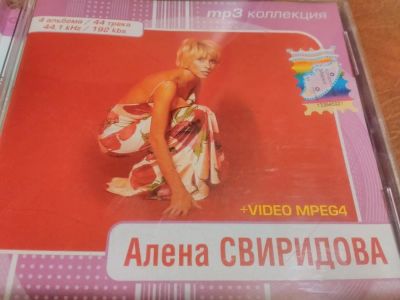 mp3 коллекция
4 альбома / 44 трека
44.1 kHz / 192 kbs
+VIDEO MPEG4
Алена СВИРИДОВА